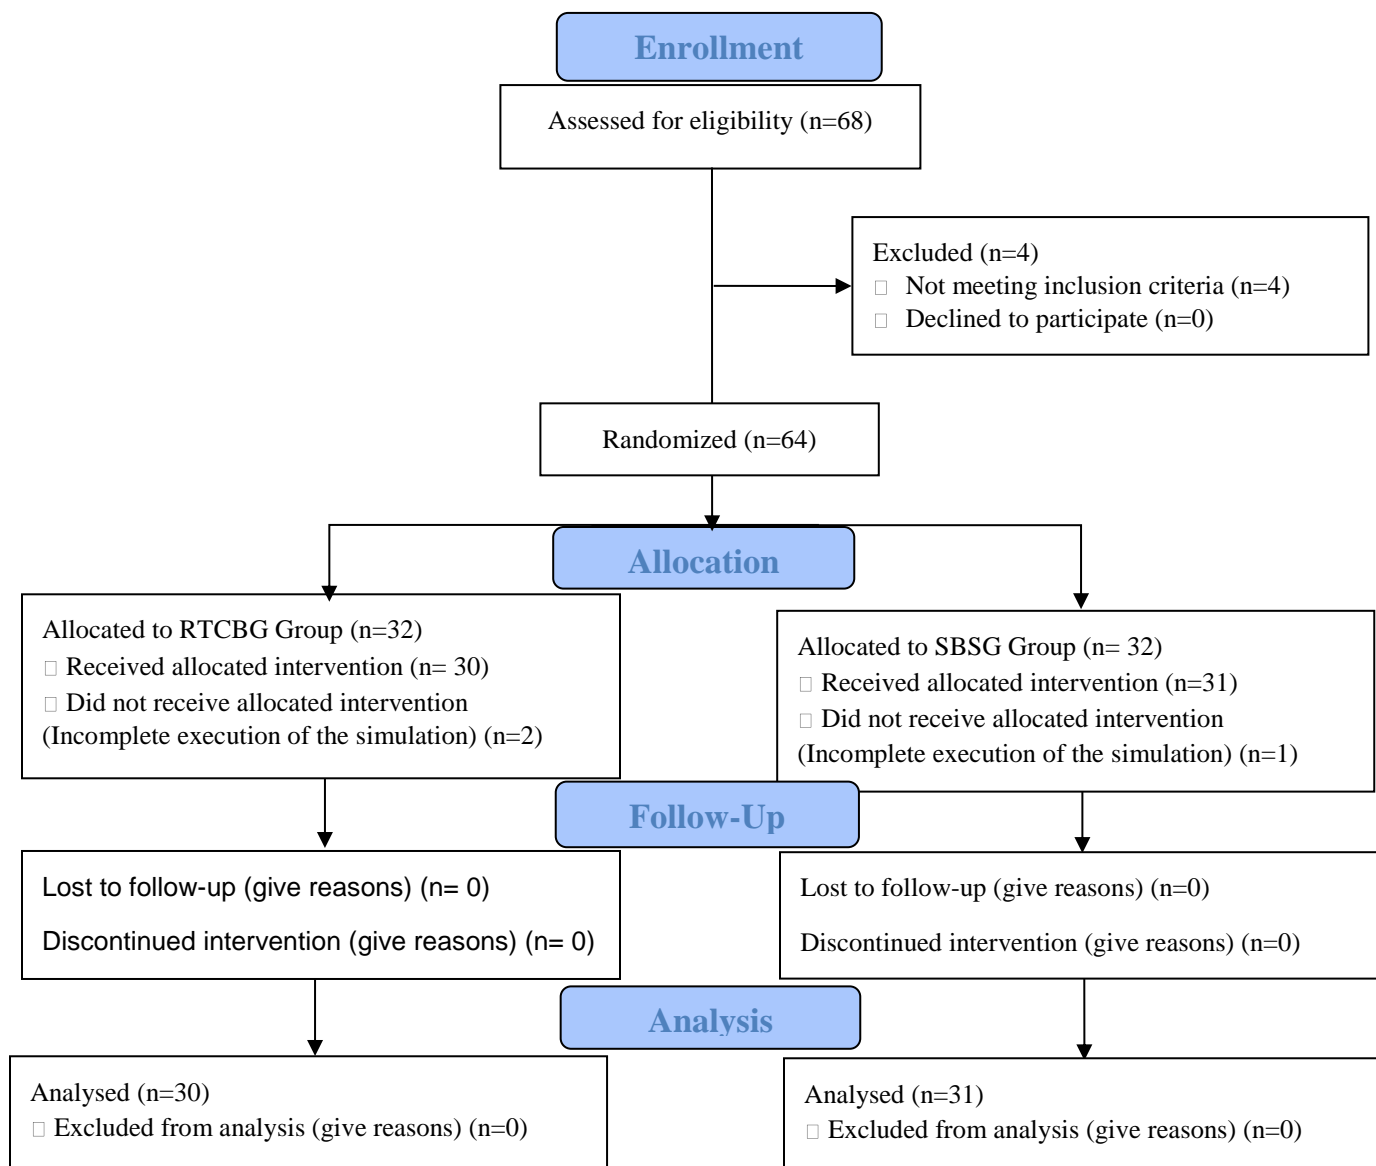 Enrollment
Assessed for eligibility (n=68)
Excluded (n=4)
Not meeting inclusion criteria (n=4)
Declined to participate (n=0)
Randomized (n=64)
Allocation
Allocated to RTCBG Group (n=32)
Received allocated intervention (n= 30)
Did not receive allocated intervention
(Incomplete execution of the simulation) (n=2)
Allocated to SBSG Group (n= 32)
Received allocated intervention (n=31)
Did not receive allocated intervention
(Incomplete execution of the simulation) (n=1)
Follow-Up
Lost to follow-up (give reasons) (n= 0)
Discontinued intervention (give reasons) (n= 0)
Lost to follow-up (give reasons) (n=0)
Discontinued intervention (give reasons) (n=0)
Analysis
Analysed (n=30)
Excluded from analysis (give reasons) (n=0)
Analysed (n=31)
Excluded from analysis (give reasons) (n=0)